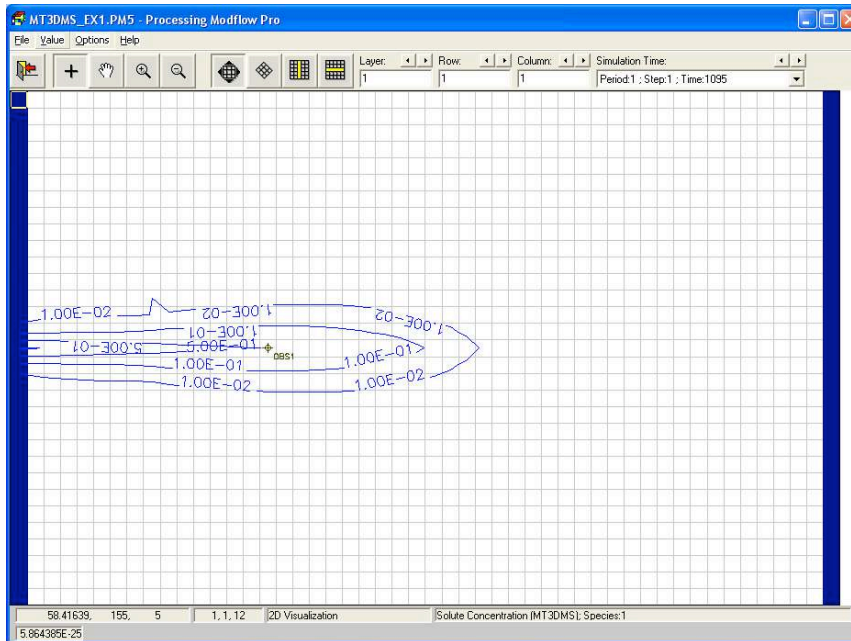 MT3DMS_EX1.PM5 - Processing Modflow Pro
File Value Options Help
Layer: Row: Column: Simulation Time:
1 1 1 Period:1 ; Step:1 ; Time:1095
1.00E-02 1.00E-02 1.00E-02
1.00E-01
5.00E-01 5.00E-01
OBS1
1.00E-01 1.00E-01
1.00E-02 1.00E-02
58.41639, 155, 5 1, 1, 12 2D Visualization Solute Concentration (MT3DMS); Species:1
5.864385E-25